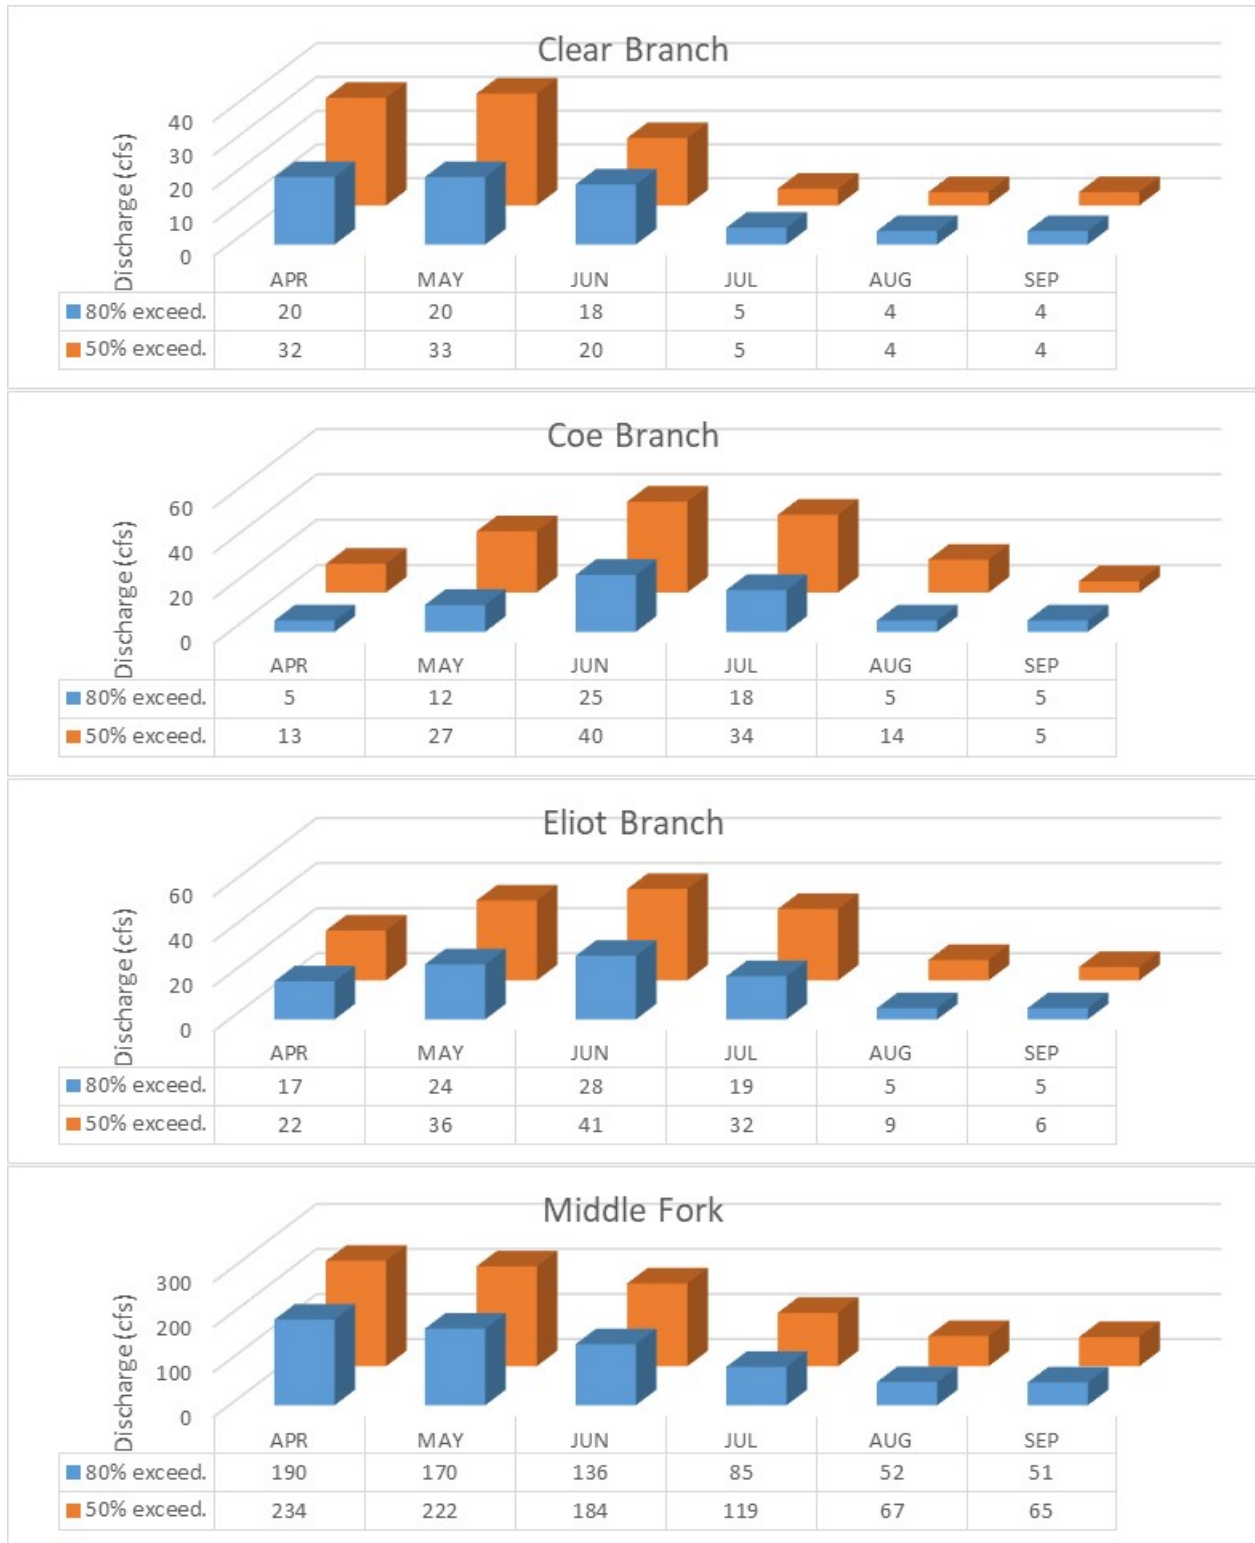 Clear Branch
Discharge (cfs)
40
30
20
10
0
APR MAY JUN JUL AUG SEP
80% exceed. 20 20 18 5 4 4
50% exceed. 32 33 20 5 4 4
Coe Branch
Discharge (cfs)
60
40
20
0
APR MAY JUN JUL AUG SEP
80% exceed. 5 12 25 18 5 5
50% exceed. 13 27 40 34 14 5
Eliot Branch
Discharge (cfs)
60
40
20
0
APR MAY JUN JUL AUG SEP
80% exceed. 17 24 28 19 5 5
50% exceed. 22 36 41 32 9 6
Middle Fork
Discharge (cfs)
300
200
100
0
APR MAY JUN JUL AUG SEP
80% exceed. 190 170 136 85 52 51
50% exceed. 234 222 184 119 67 65